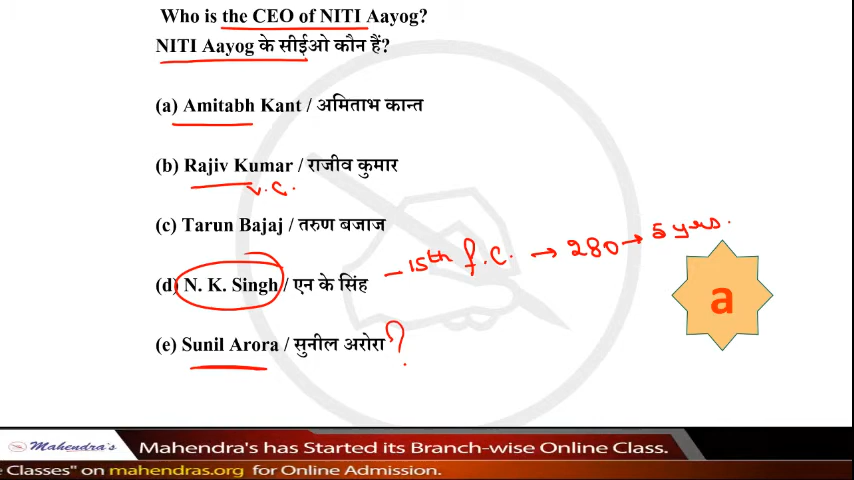 Who is the CEO of NITI Aayog?
NITI Aayog के सीईओ कौन हैं?
(a) Amitabh Kant / अमिताभ कान्त
(b) Rajiv Kumar / राजीव कुमार
V.C.
(c) Tarun Bajaj / तरुण बजाज
(d) N. K. Singh / एन के सिंह – 15th f.C. → 280 → 5 yrs.
a
(e) Sunil Arora / सुनील अरोरा ?
Mahendra's Mahendra's has Started its Branch-wise Online Class.
e Classes" on mahendras.org for Online Admission.